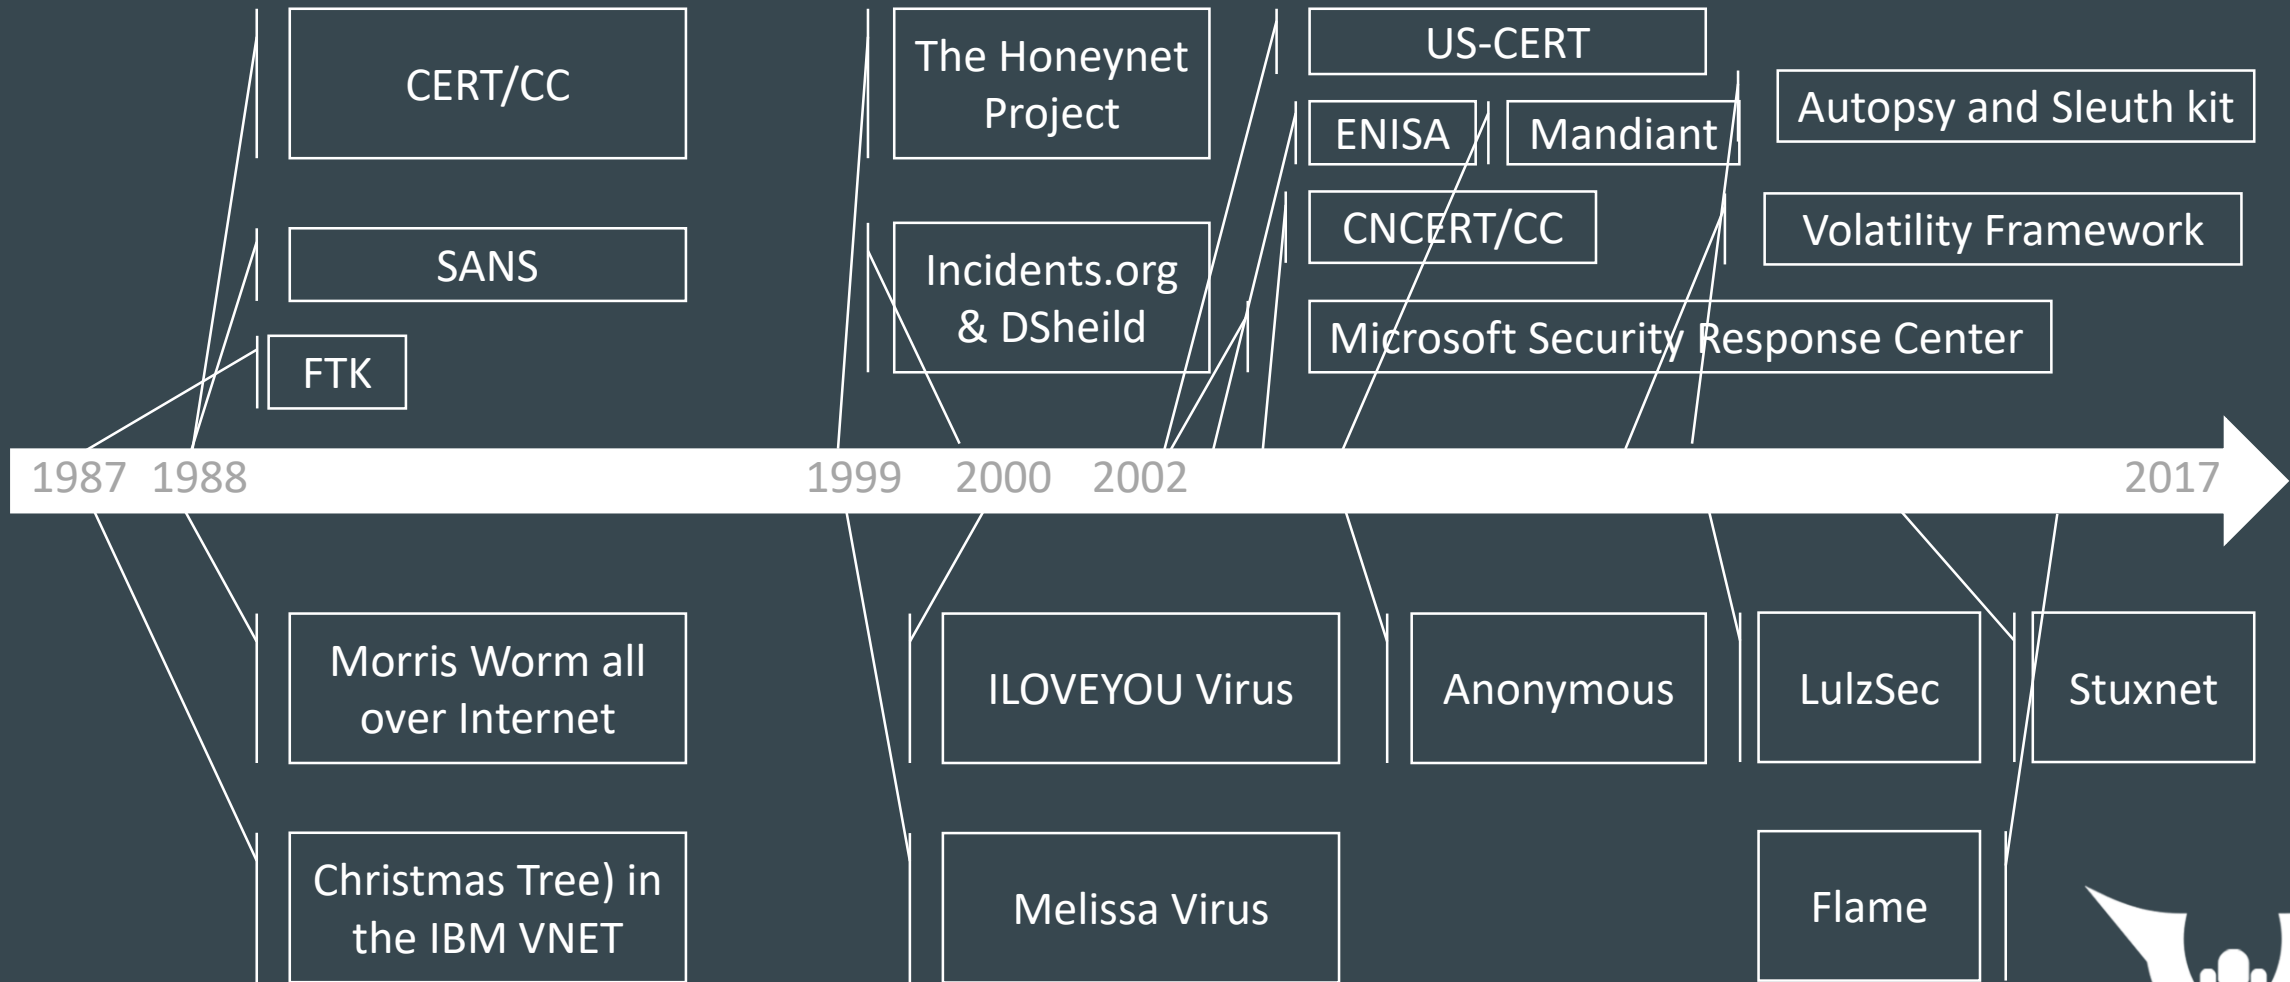 CERT/CC
SANS
FTK
The Honeynet
Project
Incidents.org
& DSheild
US-CERT
ENISA
Mandiant
CNCERT/CC
Microsoft Security Response Center
Autopsy and Sleuth kit
Volatility Framework
1987
1988
1999
2000
2002
2017
Morris Worm all
over Internet
Christmas Tree) in
the IBM VNET
ILOVEYOU Virus
Melissa Virus
Anonymous
LulzSec
Stuxnet
Flame